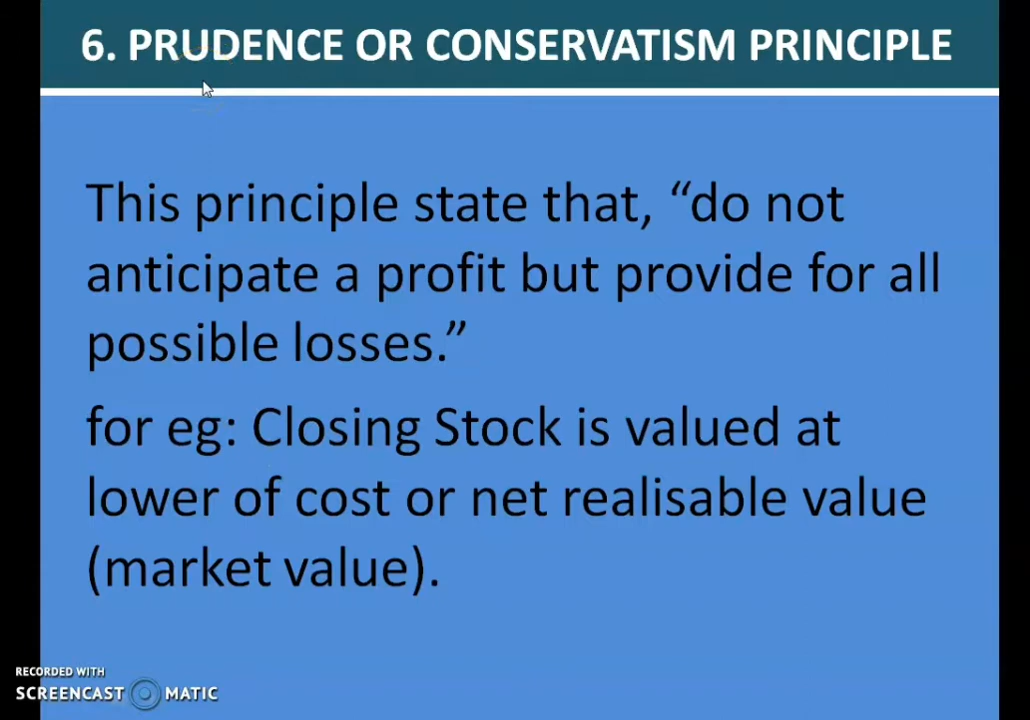 6. PRUDENCE OR CONSERVATISM PRINCIPLE
This principle state that, “do not
anticipate a profit but provide for all
possible losses.”
for eg: Closing Stock is valued at
lower of cost or net realisable value
(market value).
RECORDED WITH
SCREENCAST MATIC